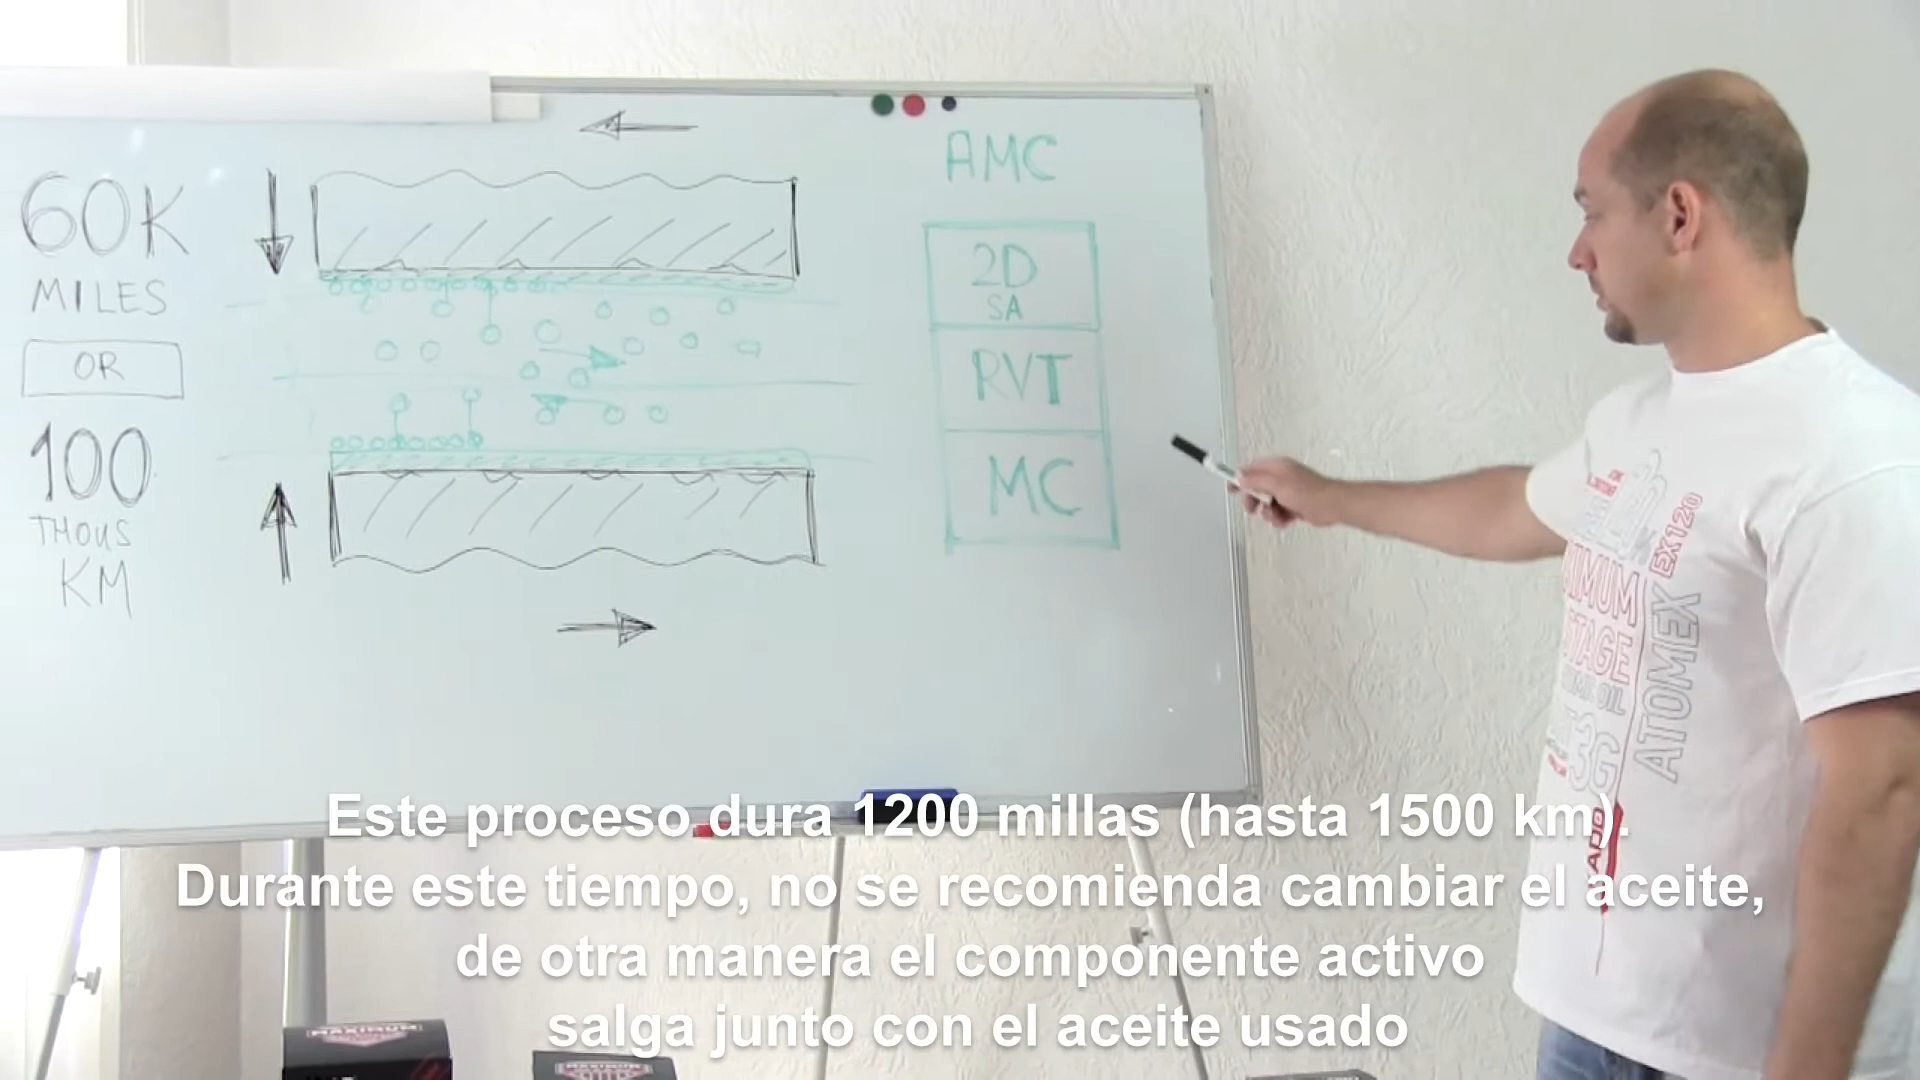 60K
MILES
OR
100
THOUS
KM
AMC
2D
SA
RVT
MC
EX120
ATOMEX
3G
MAXIMUM
MAXIMUM
Este proceso dura 1200 millas (hasta 1500 km).
Durante este tiempo, no se recomienda cambiar el aceite,
de otra manera el componente activo
salga junto con el aceite usado